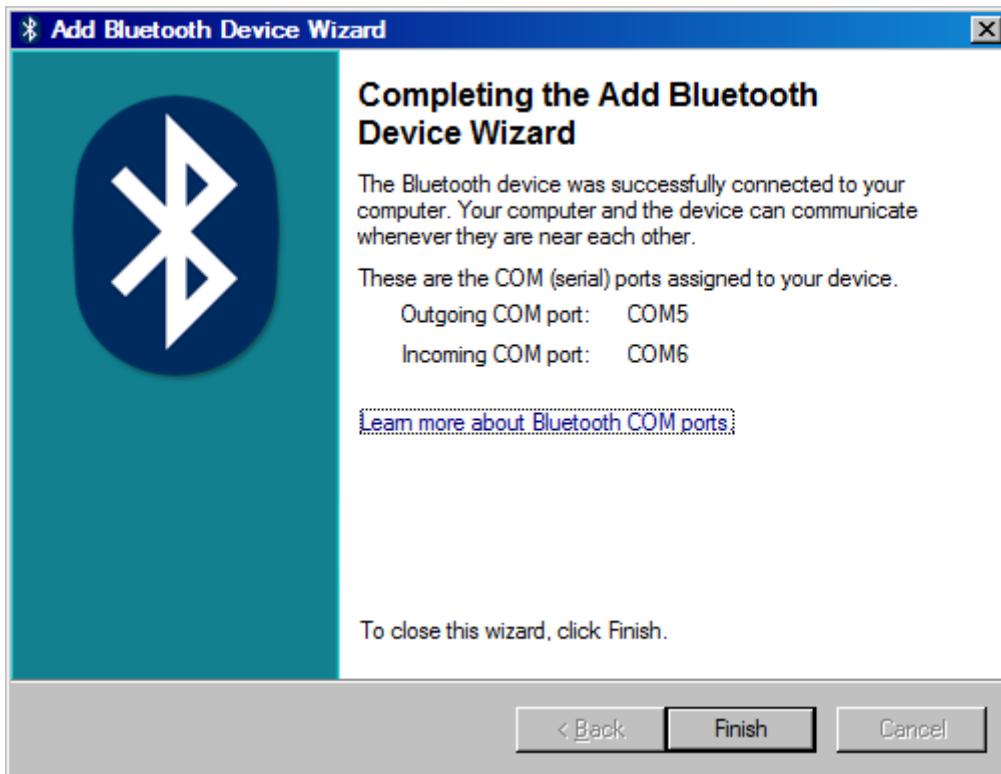 Add Bluetooth Device Wizard
Completing the Add Bluetooth
Device Wizard
The Bluetooth device was successfully connected to your
computer. Your computer and the device can communicate
whenever they are near each other.
These are the COM (serial) ports assigned to your device.
Outgoing COM port: COM5
Incoming COM port: COM6
Learn more about Bluetooth COM ports.
To close this wizard, click Finish.
< Back Finish Cancel